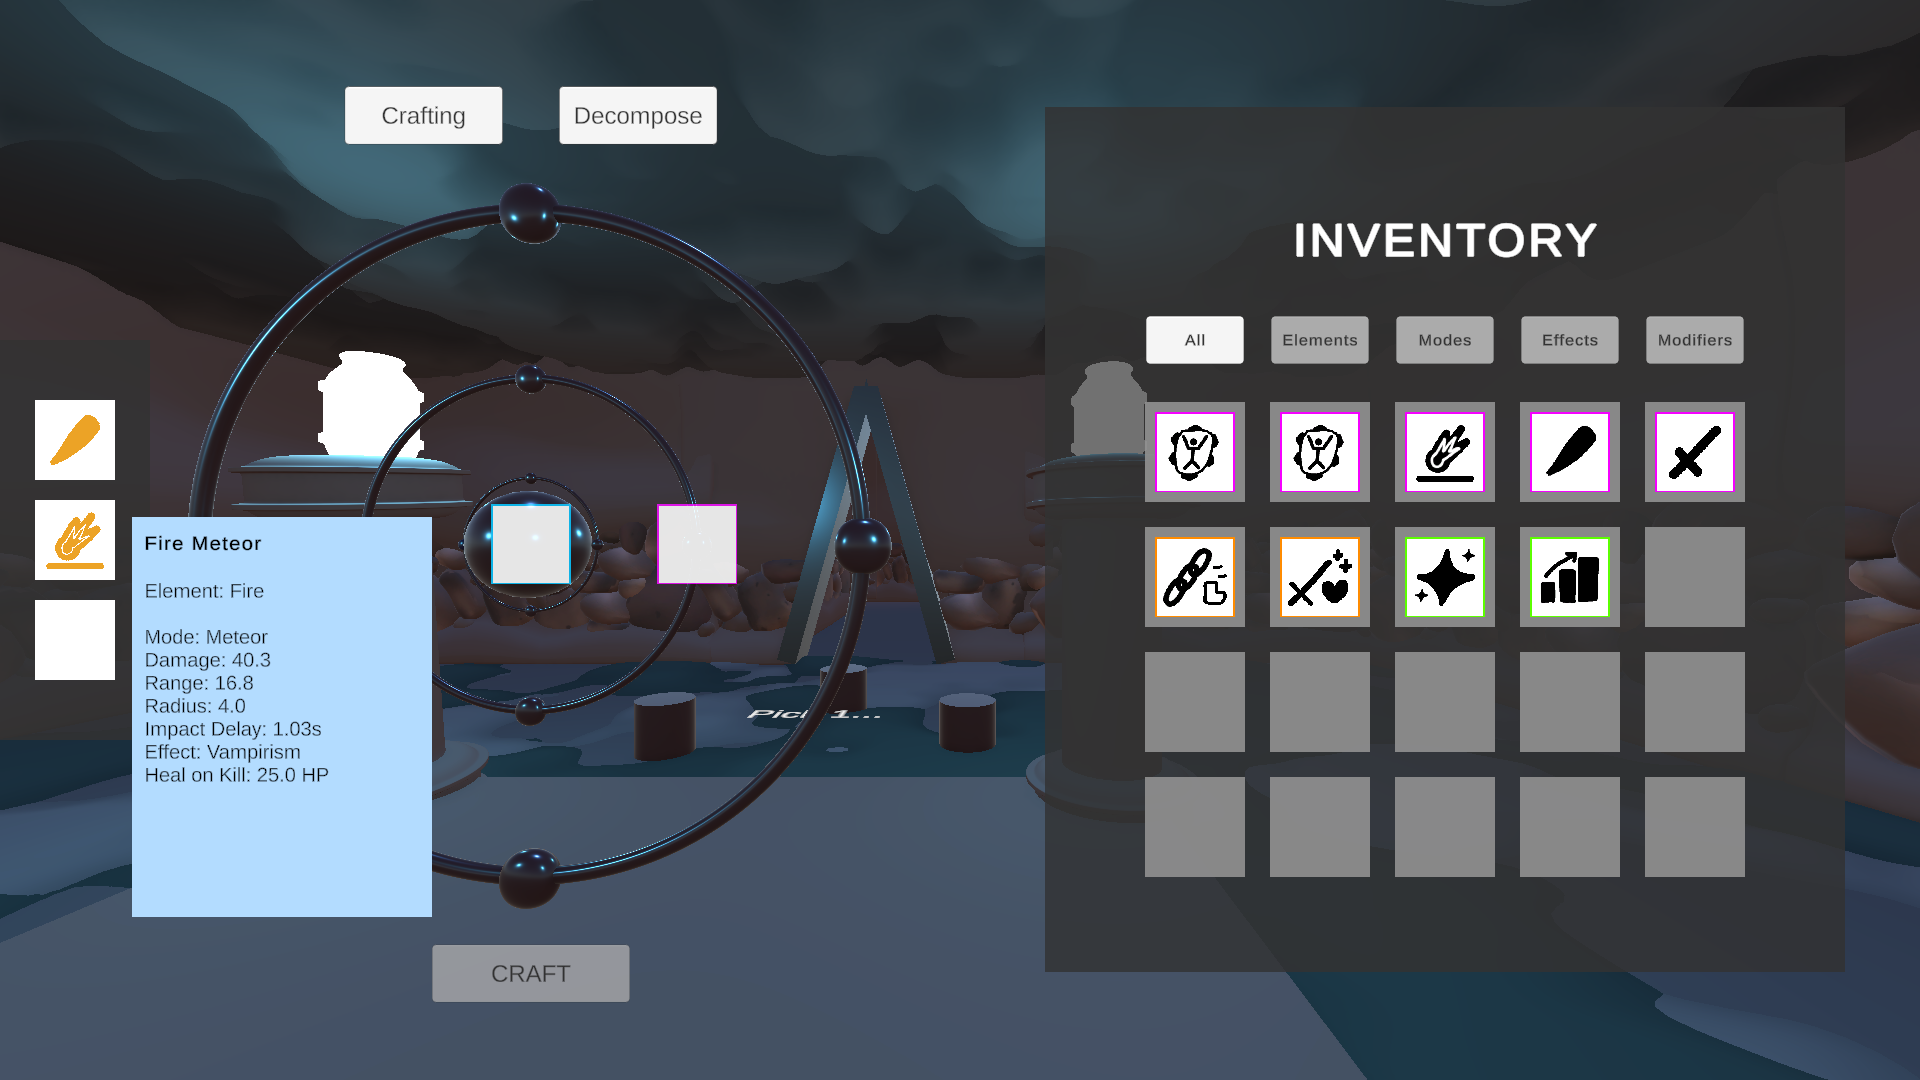 Crafting
Decompose
INVENTORY
All
Elements
Modes
Effects
Modifiers
Fire Meteor
Element: Fire
Mode: Meteor
Damage: 40.3
Range: 16.8
Radius: 4.0
Impact Delay: 1.03s
Effect: Vampirism
Heal on Kill: 25.0 HP
1...
CRAFT